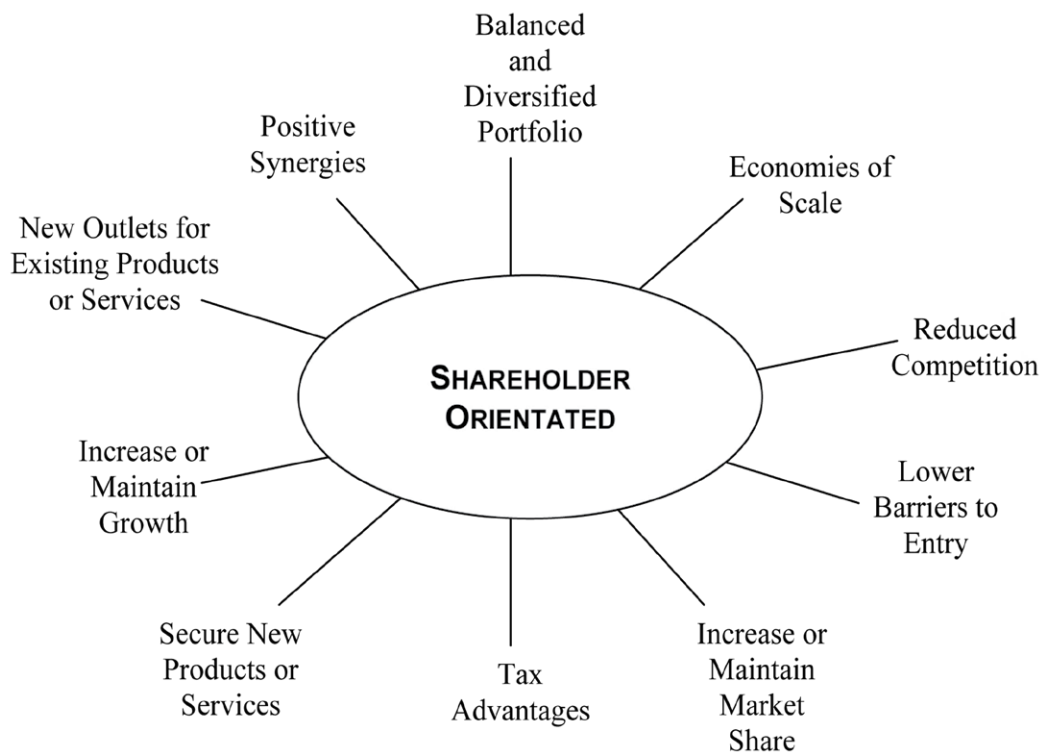 Balanced
and
Diversified
Portfolio
Positive
Synergies
Economies of
Scale
New Outlets for
Existing Products
or Services
Reduced
Competition
SHAREHOLDER
ORIENTATED
Increase or
Maintain
Growth
Lower
Barriers to
Entry
Secure New
Products or
Services
Tax
Advantages
Increase or
Maintain
Market
Share